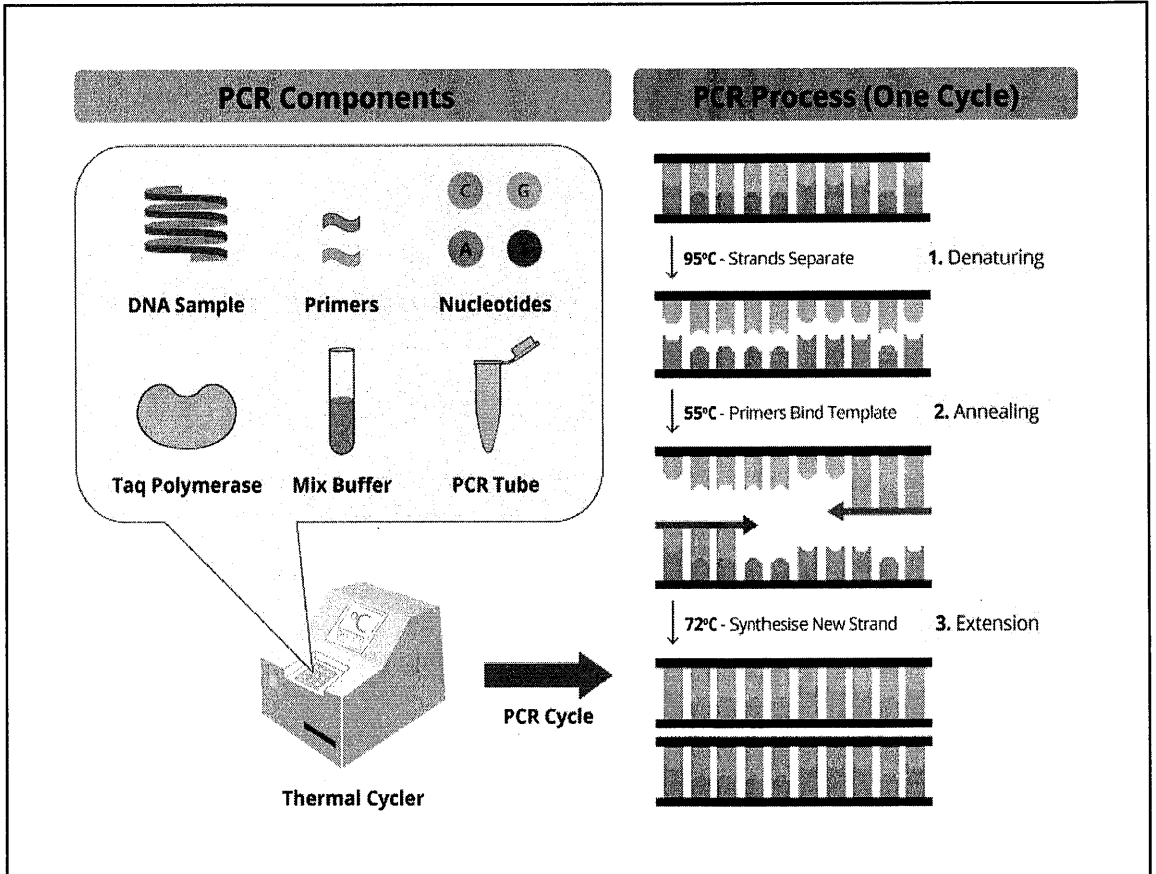 PCR Components
PCR Process (One Cycle)
C
G
A
DNA Sample
Primers
Nucleotides
Taq Polymerase
Mix Buffer
PCR Tube
°C
Thermal Cycler
PCR Cycle
95°C - Strands Separate
1. Denaturing
55°C - Primers Bind Template
2. Annealing
72°C - Synthesise New Strand
3. Extension